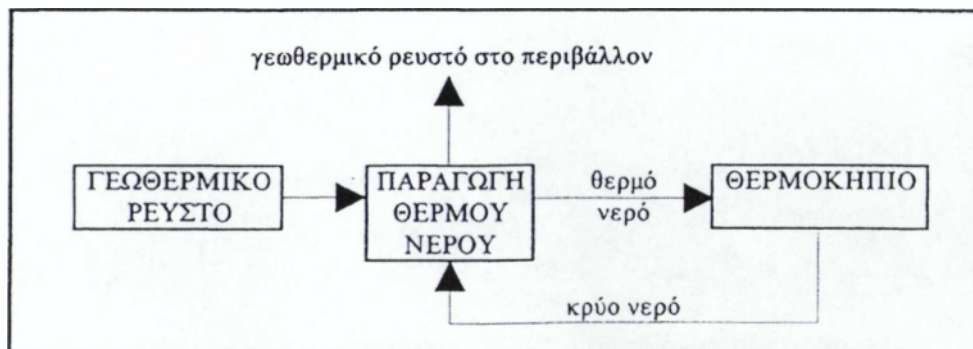 γεωθερμικό ρευστό στο περιβάλλον
ΓΕΩΘΕΡΜΙΚΟ
ΡΕΥΣΤΟ
ΠΑΡΑΓΩΓΗ
ΘΕΡΜΟΥ
ΝΕΡΟΥ
θερμό
νερό
ΘΕΡΜΟΚΗΠΙΟ
κρύο νερό